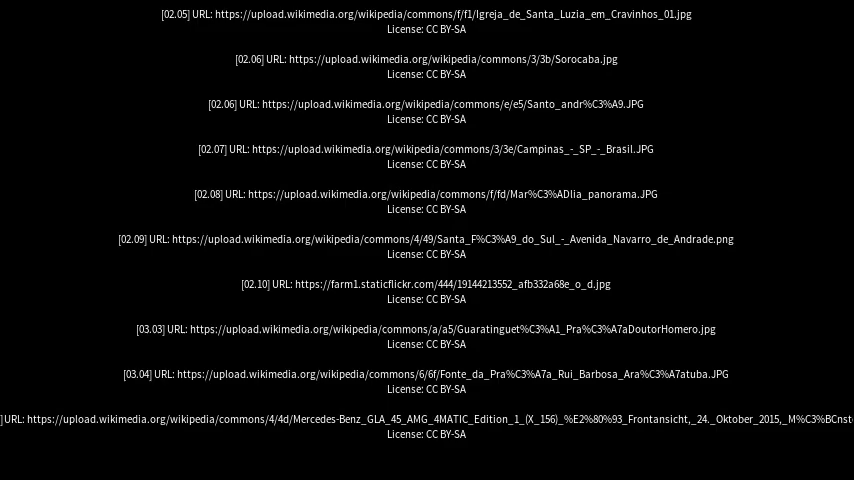 [02.05] URL: https://upload.wikimedia.org/wikipedia/commons/f/f1/Igreja_de_Santa_Luzia_em_Cravinhos_01.jpg
License: CC BY-SA
[02.06] URL: https://upload.wikimedia.org/wikipedia/commons/3/3b/Sorocaba.jpg
License: CC BY-SA
[02.06] URL: https://upload.wikimedia.org/wikipedia/commons/e/e5/Santo_andr%C3%A9.JPG
License: CC BY-SA
[02.07] URL: https://upload.wikimedia.org/wikipedia/commons/3/3e/Campinas_-_SP_-_Brasil.JPG
License: CC BY-SA
[02.08] URL: https://upload.wikimedia.org/wikipedia/commons/f/fd/Mar%C3%ADlia_panorama.JPG
License: CC BY-SA
[02.09] URL: https://upload.wikimedia.org/wikipedia/commons/4/49/Santa_F%C3%A9_do_Sul_-_Avenida_Navarro_de_Andrade.png
License: CC BY-SA
[02.10] URL: https://farm1.staticflickr.com/444/19144213552_afb332a68e_o_d.jpg
License: CC BY-SA
[03.03] URL: https://upload.wikimedia.org/wikipedia/commons/a/a5/Guaratinguet%C3%A1_Pra%C3%A7aDoutorHomero.jpg
License: CC BY-SA
[03.04] URL: https://upload.wikimedia.org/wikipedia/commons/6/6f/Fonte_da_Pra%C3%A7a_Rui_Barbosa_Ara%C3%A7atuba.JPG
License: CC BY-SA
] URL: https://upload.wikimedia.org/wikipedia/commons/4/4d/Mercedes-Benz_GLA_45_AMG_4MATIC_Edition_1_(X_156)_%E2%80%93_Frontansicht,_24._Oktober_2015,_M%C3%BCnst
License: CC BY-SA